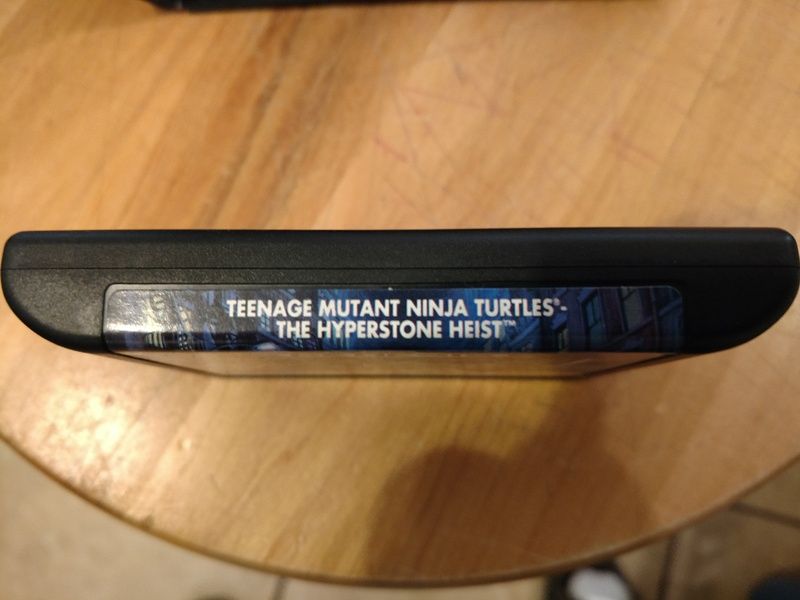 TEENAGE MUTANT NINJA TURTLES®-
THE HYPERSTONE HEIST™